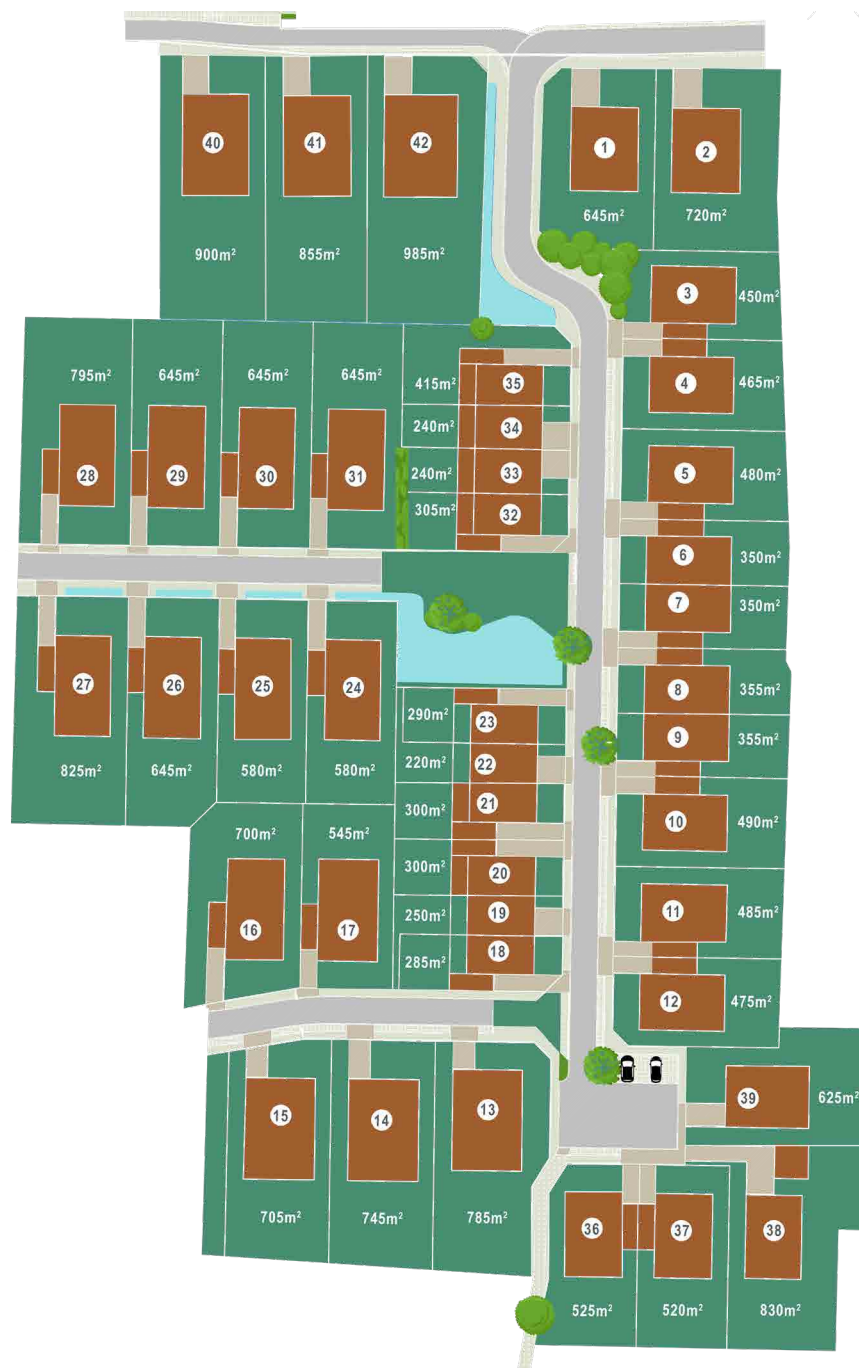 40
41
42
1
2
645m²
720m²
900m²
855m²
985m²
3
450m²
4
465m²
795m²
645m²
645m²
645m²
415m²
35
240m²
34
28
29
30
31
240m²
33
305m²
32
5
480m²
6
350m²
7
350m²
8
355m²
9
355m²
27
26
25
24
290m²
23
220m²
22
825m²
645m²
580m²
580m²
300m²
21
10
490m²
700m²
545m²
300m²
20
16
17
250m²
19
285m²
18
11
485m²
12
475m²
15
14
13
39
625m²
705m²
745m²
785m²
36
37
38
525m²
520m²
830m²